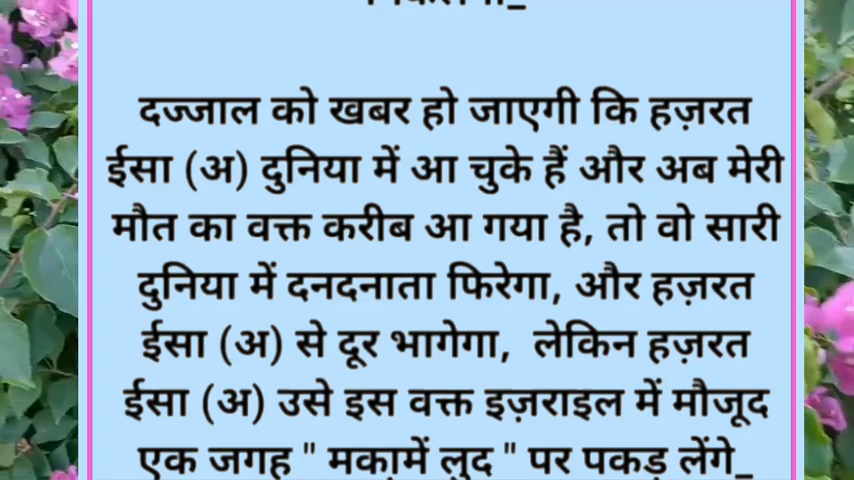 दज्जाल को खबर हो जाएगी कि हज़रत
ईसा (अ) दुनिया में आ चुके हैं और अब मेरी
मौत का वक्त करीब आ गया है, तो वो सारी
दुनिया में दनदनाता फिरेगा, और हज़रत
ईसा (अ) से दूर भागेगा, लेकिन हज़रत
ईसा (अ) उसे इस वक्त इज़राइल में मौजूद
एक जगह " मका़में लुद " पर पकड़ लेंगे_